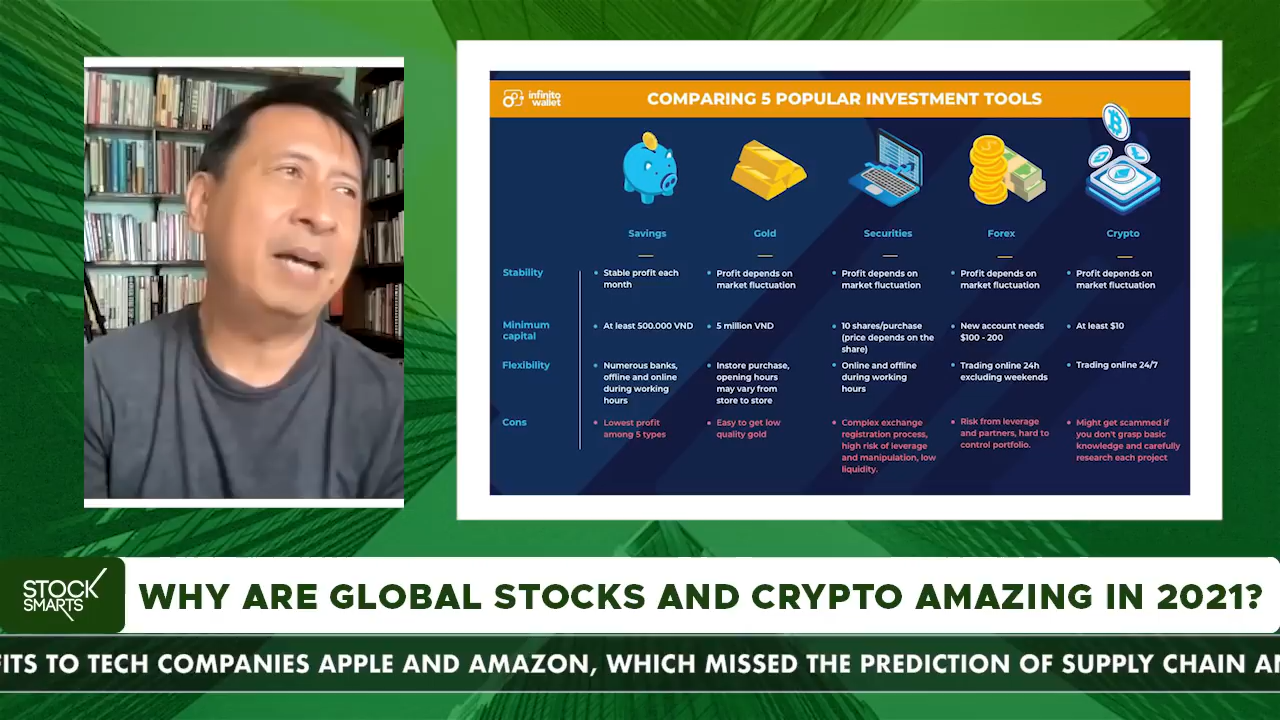 infinito
wallet
COMPARING 5 POPULAR INVESTMENT TOOLS
Savings
Gold
Securities
Forex
Crypto
Stability
• Stable profit each
month
• Profit depends on
market fluctuation
• Profit depends on
market fluctuation
• Profit depends on
market fluctuation
• Profit depends on
market fluctuation
Minimum
capital
• At least 500.000 VND
• 5 million VND
• 10 shares/purchase
(price depends on the
share)
• New account needs
$100 - 200
• At least $10
Flexibility
• Numerous banks,
offline and online
during working
hours
• Instore purchase,
opening hours
may vary from
store to store
• Online and offline
during working
hours
• Trading online 24h
excluding weekends
• Trading online 24/7
Cons
• Lowest profit
among 5 types
• Easy to get low
quality gold
• Complex exchange
registration process,
high risk of leverage
and manipulation, low
liquidity.
• Risk from leverage
and partners, hard to
control portfolio.
• Might get scammed if
you don't grasp basic
knowledge and carefully
research each project
STOCK
SMARTS
WHY ARE GLOBAL STOCKS AND CRYPTO AMAZING IN 2021?
FITS TO TECH COMPANIES APPLE AND AMAZON, WHICH MISSED THE PREDICTION OF SUPPLY CHAIN AN